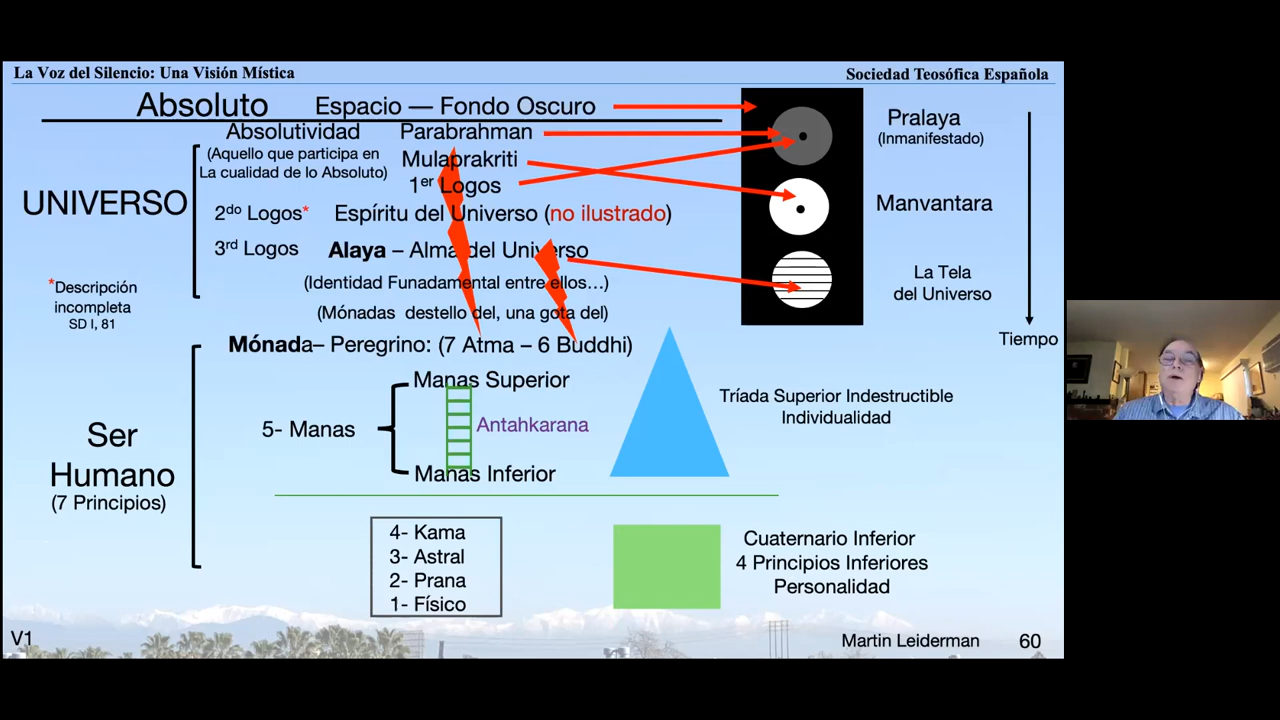 La Voz del Silencio: Una Visión Mística
Sociedad Teosófica Española
Absoluto
Espacio — Fondo Oscuro
Absolutividad
Parabrahman
(Aquello que participa en
La cualidad de lo Absoluto)
Mulaprakriti
1er Logos
UNIVERSO
2do Logos*
Espíritu del Universo (no ilustrado)
3rd Logos
Alaya – Alma del Universo
(Identidad Funadamental entre ellos…)
(Mónadas destello del, una gota del)
*Descripción
incompleta
SD I, 81
Pralaya
(Inmanifestado)
Manvantara
La Tela
del Universo
Tiempo
Mónada– Peregrino: (7 Atma – 6 Buddhi)
Manas Superior
5- Manas
Antahkarana
Manas Inferior
Tríada Superior Indestructible
Individualidad
Ser
Humano
(7 Principios)
4- Kama
3- Astral
2- Prana
1- Físico
Cuaternario Inferior
4 Principios Inferiores
Personalidad
V1
Martin Leiderman
60